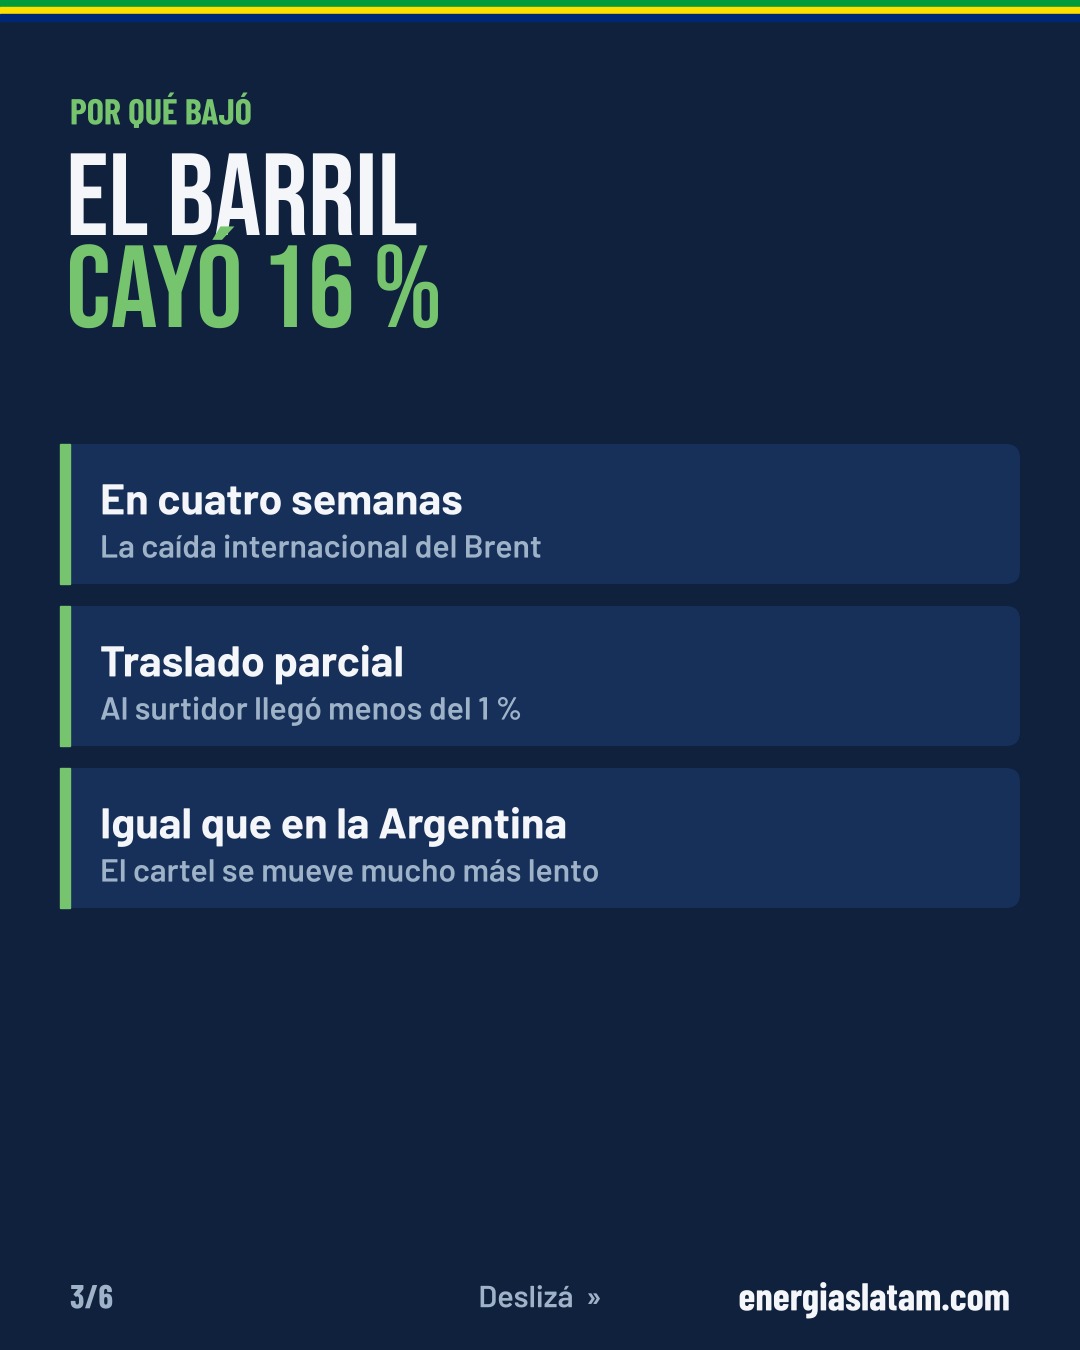 POR QUÉ BAJÓ
EL BARRIL
CAYÓ 16 %
En cuatro semanas
La caída internacional del Brent
Traslado parcial
Al surtidor llegó menos del 1 %
Igual que en la Argentina
El cartel se mueve mucho más lento
3/6
Deslizá »
energiaslatam.com